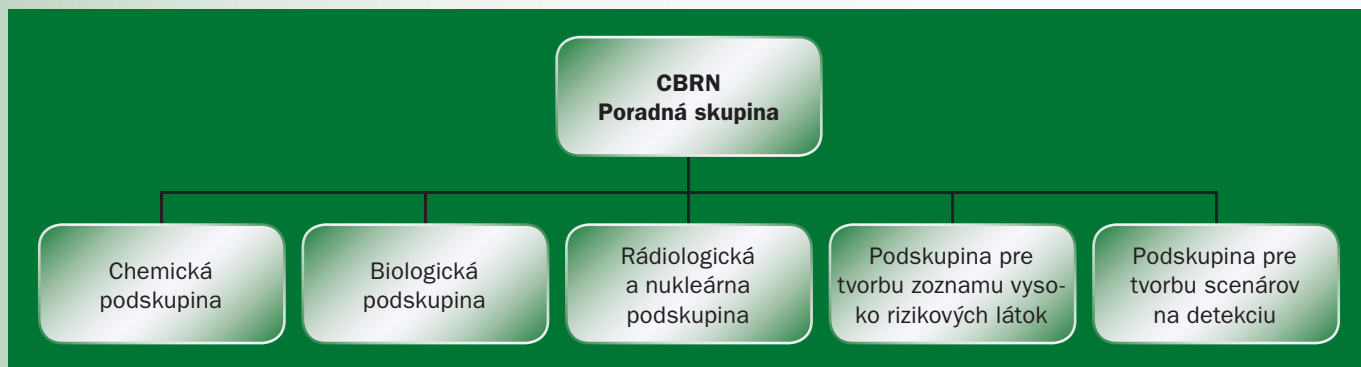 CBRN
Poradná skupina
Chemická
podskupina
Biologická
podskupina
Rádiologická
a nukleárna
podskupina
Podskupina pre
tvorbu zoznamu vyso-
ko rizikových látok
Podskupina pre
tvorbu scenárov
na detekciu